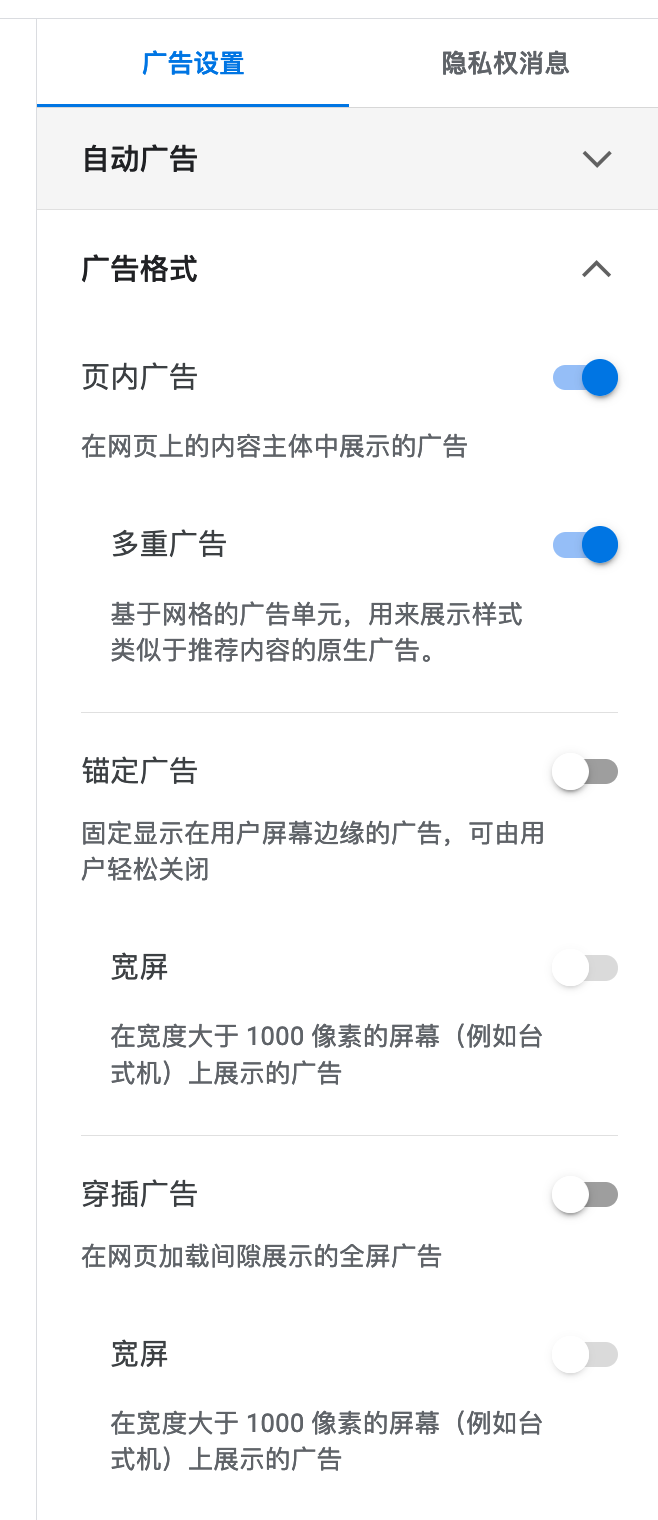 广告设置
隐私权消息
自动广告
广告格式
页内广告
在网页上的内容主体中展示的广告
多重广告
基于网格的广告单元，用来展示样式
类似于推荐内容的原生广告。
锚定广告
固定显示在用户屏幕边缘的广告，可由用
户轻松关闭
宽屏
在宽度大于 1000 像素的屏幕（例如台
式机）上展示的广告
穿插广告
在网页加载间隙展示的全屏广告
宽屏
在宽度大于 1000 像素的屏幕（例如台
式机）上展示的广告